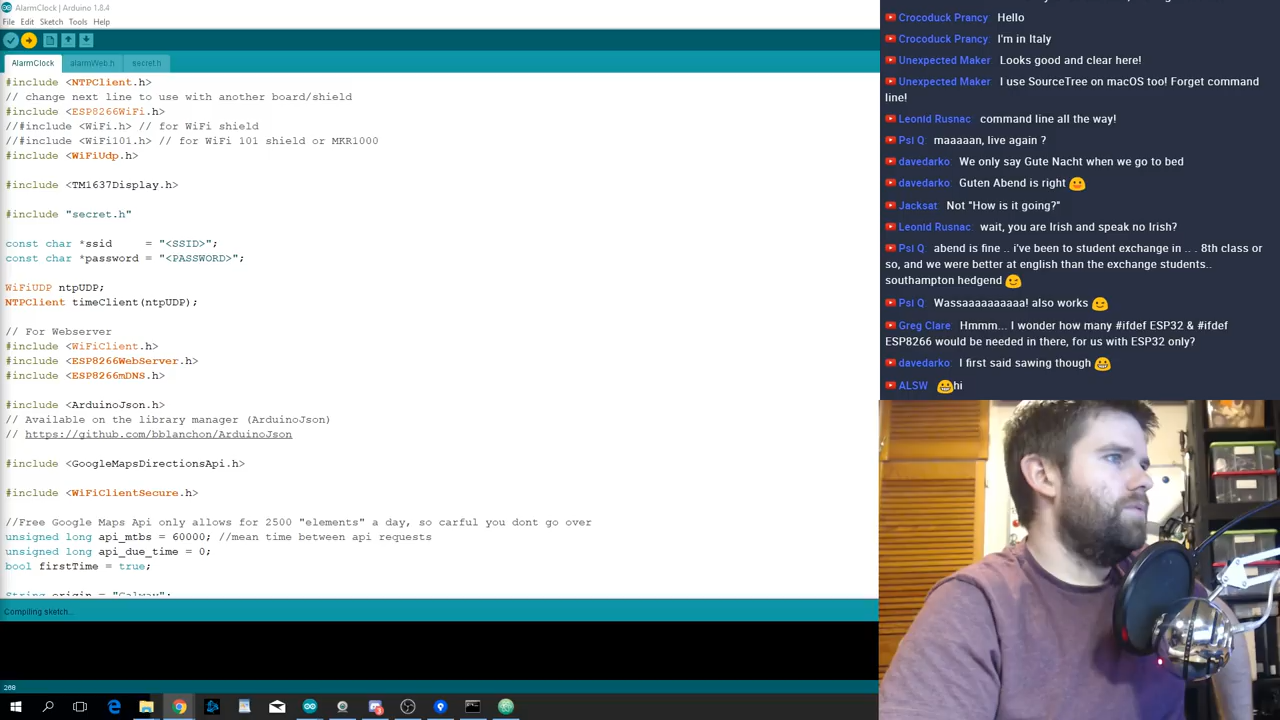 AlarmClock | Arduino 1.8.4
File Edit Sketch Tools Help
AlarmClock alarmWeb.h secret.h
#include <NTPClient.h>
// change next line to use with another board/shield
#include <ESP8266WiFi.h>
//#include <WiFi.h> // for WiFi shield
//#include <WiFi101.h> // for WiFi 101 shield or MKR1000
#include <WiFiUdp.h>
#include <TM1637Display.h>
#include "secret.h"
const char *ssid     = "<SSID>";
const char *password = "<PASSWORD>";
WiFiUDP ntpUDP;
NTPClient timeClient(ntpUDP);
// For Webserver
#include <WiFiClient.h>
#include <ESP8266WebServer.h>
#include <ESP8266mDNS.h>
#include <ArduinoJson.h>
// Available on the library manager (ArduinoJson)
// https://github.com/bblanchon/ArduinoJson
#include <GoogleMapsDirectionsApi.h>
#include <WiFiClientSecure.h>
//Free Google Maps Api only allows for 2500 "elements" a day, so carful you dont go over
unsigned long api_mtbs = 60000; //mean time between api requests
unsigned long api_due_time = 0;
bool firstTime = true;
String origin = "Galway";
Compiling sketch...
Crocoduck Prancy Hello
Crocoduck Prancy I'm in Italy
Unexpected Maker Looks good and clear here!
Unexpected Maker I use SourceTree on macOS too! Forget command
line!
Leonid Rusnac command line all the way!
Psi Q maaaaan, live again ?
davedarko We only say Gute Nacht when we go to bed
davedarko Guten Abend is right
Jacksat Not "How is it going?"
Leonid Rusnac wait, you are Irish and speak no Irish?
Psi Q abend is fine .. i've been to student exchange in .. . 8th class or
so, and we were better at english than the exchange students..
southampton hedgend
Psi Q Wassaaaaaaaaa! also works
Greg Clare Hmmm... I wonder how many #ifdef ESP32 & #ifdef
ESP8266 would be needed in there, for us with ESP32 only?
davedarko I first said sawing though
ALSW hi